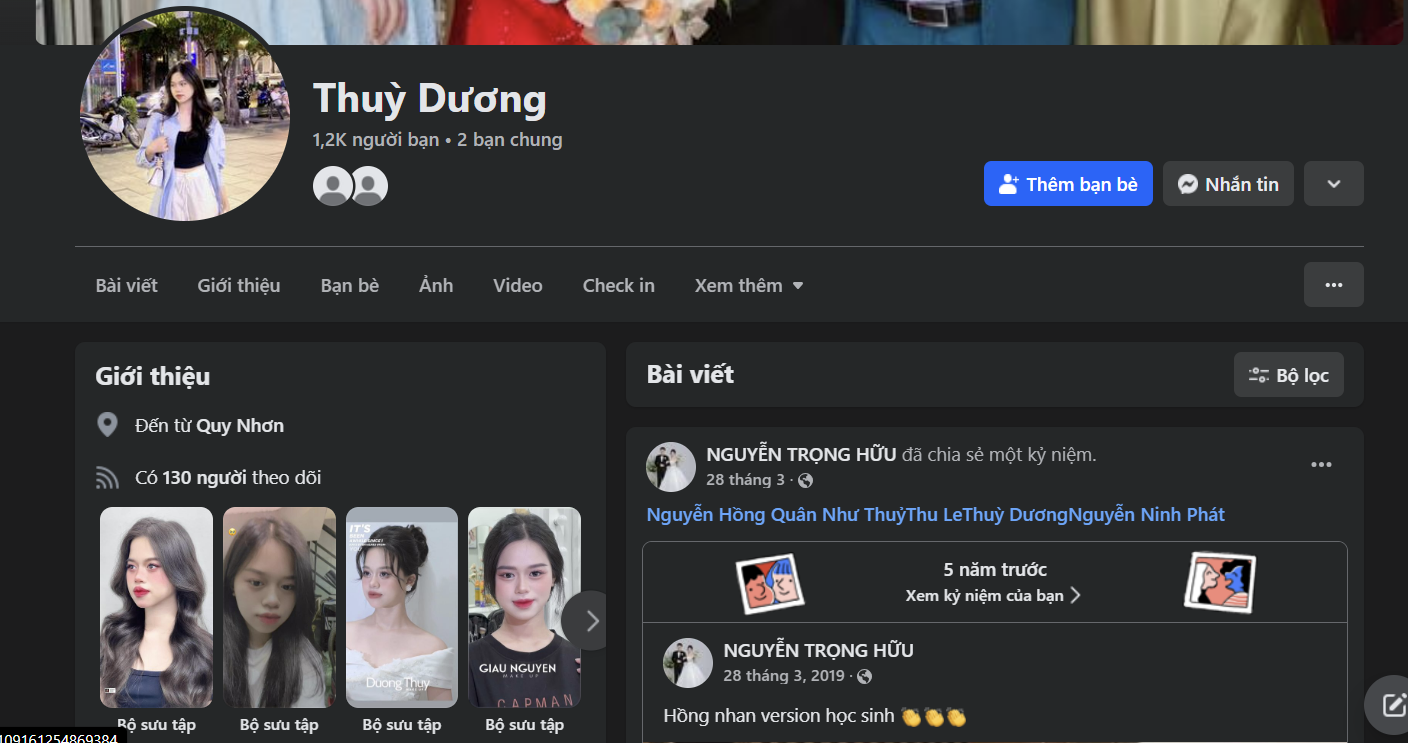 Thuỳ Dương
1,2K người bạn • 2 bạn chung
Thêm bạn bè
Nhắn tin
Bài viết
Giới thiệu
Bạn bè
Ảnh
Video
Check in
Xem thêm
Giới thiệu
Đến từ Quy Nhơn
Có 130 người theo dõi
IT'S
Duong Thuy
GIAU NGUYEN
MAKE UP
CAPMAN
Bộ sưu tập
Bộ sưu tập
Bộ sưu tập
Bộ sưu tập
109161254869384
Bài viết
Bộ lọc
NGUYỄN TRỌNG HỮU đã chia sẻ một kỷ niệm.
28 tháng 3 ·
Nguyễn Hồng Quân Như ThuỷThu LeThuỳ DươngNguyễn Ninh Phát
5 năm trước
Xem kỷ niệm của bạn
NGUYỄN TRỌNG HỮU
28 tháng 3, 2019 ·
Hồng nhan version học sinh 👏👏👏